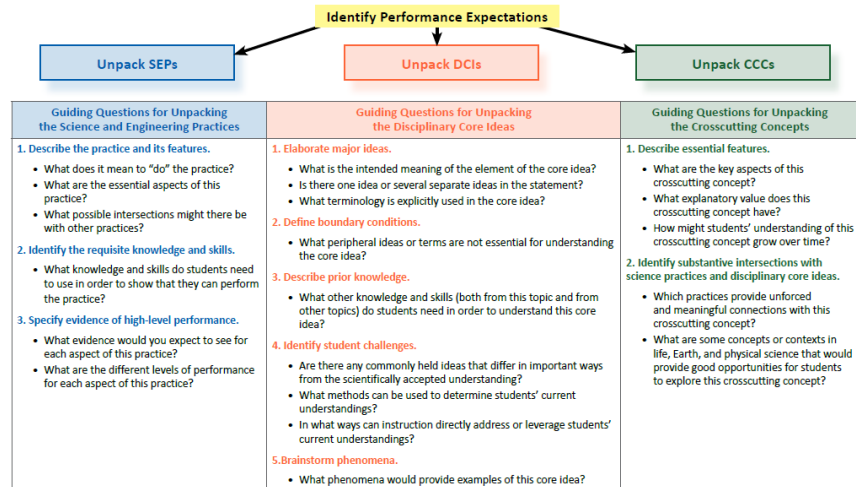 Identify Performance Expectations
Unpack SEPs
Unpack DCIs
Unpack CCCs
Guiding Questions for Unpacking
the Science and Engineering Practices
1. Describe the practice and its features.
• What does it mean to “do” the practice?
• What are the essential aspects of this
practice?
• What possible intersections might there be
with other practices?
2. Identify the requisite knowledge and skills.
• What knowledge and skills do students need
to use in order to show that they can perform
the practice?
3. Specify evidence of high-level performance.
• What evidence would you expect to see for
each aspect of this practice?
• What are the different levels of performance
for each aspect of this practice?
Guiding Questions for Unpacking
the Disciplinary Core Ideas
1. Elaborate major ideas.
• What is the intended meaning of the element of the core idea?
• Is there one idea or several separate ideas in the statement?
• What terminology is explicitly used in the core idea?
2. Define boundary conditions.
• What peripheral ideas or terms are not essential for understanding
the core idea?
3. Describe prior knowledge.
• What other knowledge and skills (both from this topic and from
other topics) do students need in order to understand this core
idea?
4. Identify student challenges.
• Are there any commonly held ideas that differ in important ways
from the scientifically accepted understanding?
• What methods can be used to determine students’ current
understandings?
• In what ways can instruction directly address or leverage students’
current understandings?
5.Brainstorm phenomena.
• What phenomena would provide examples of this core idea?
Guiding Questions for Unpacking
the Crosscutting Concepts
1. Describe essential features.
• What are the key aspects of this
crosscutting concept?
• What explanatory value does this
crosscutting concept have?
• How might students’ understanding of this
crosscutting concept grow over time?
2. Identify substantive intersections with
science practices and disciplinary core ideas.
• Which practices provide unforced
and meaningful connections with this
crosscutting concept?
• What are some concepts or contexts in
life, Earth, and physical science that would
provide good opportunities for students
to explore this crosscutting concept?